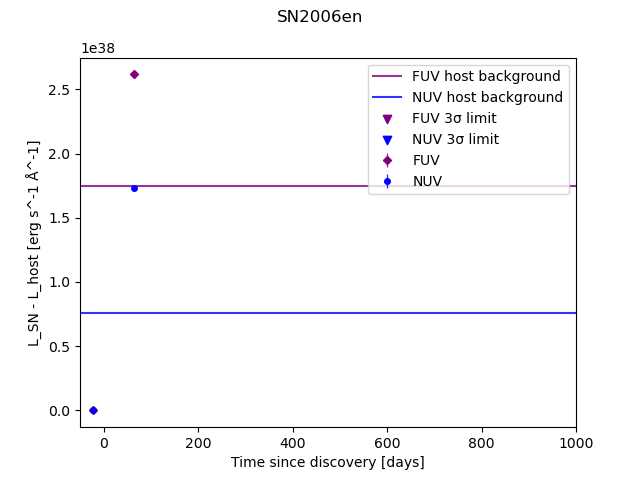 SN2006en
1e38
FUV host background
NUV host background
FUV 3σ limit
NUV 3σ limit
FUV
NUV
2.5
2.0
1.5
1.0
0.5
0.0
L_SN - L_host [erg s^-1 Å^-1]
0 200 400 600 800 1000
Time since discovery [days]